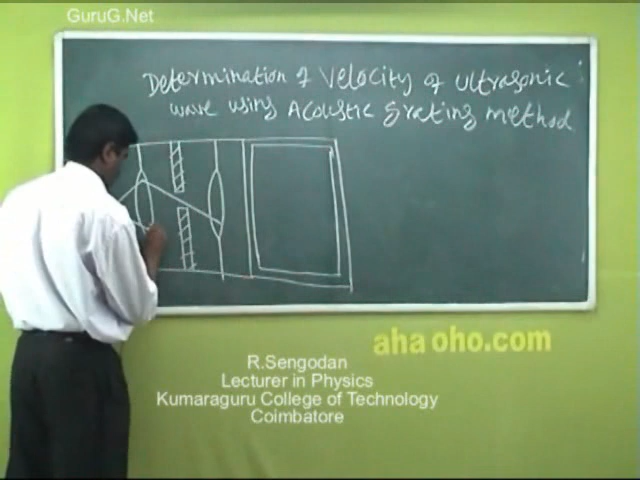 GuruG.Net
Determination of Velocity of Ultrasonic
wave using Acoustic grating method
aha oho.com
R.Sengodan
Lecturer in Physics
Kumaraguru College of Technology
Coimbatore